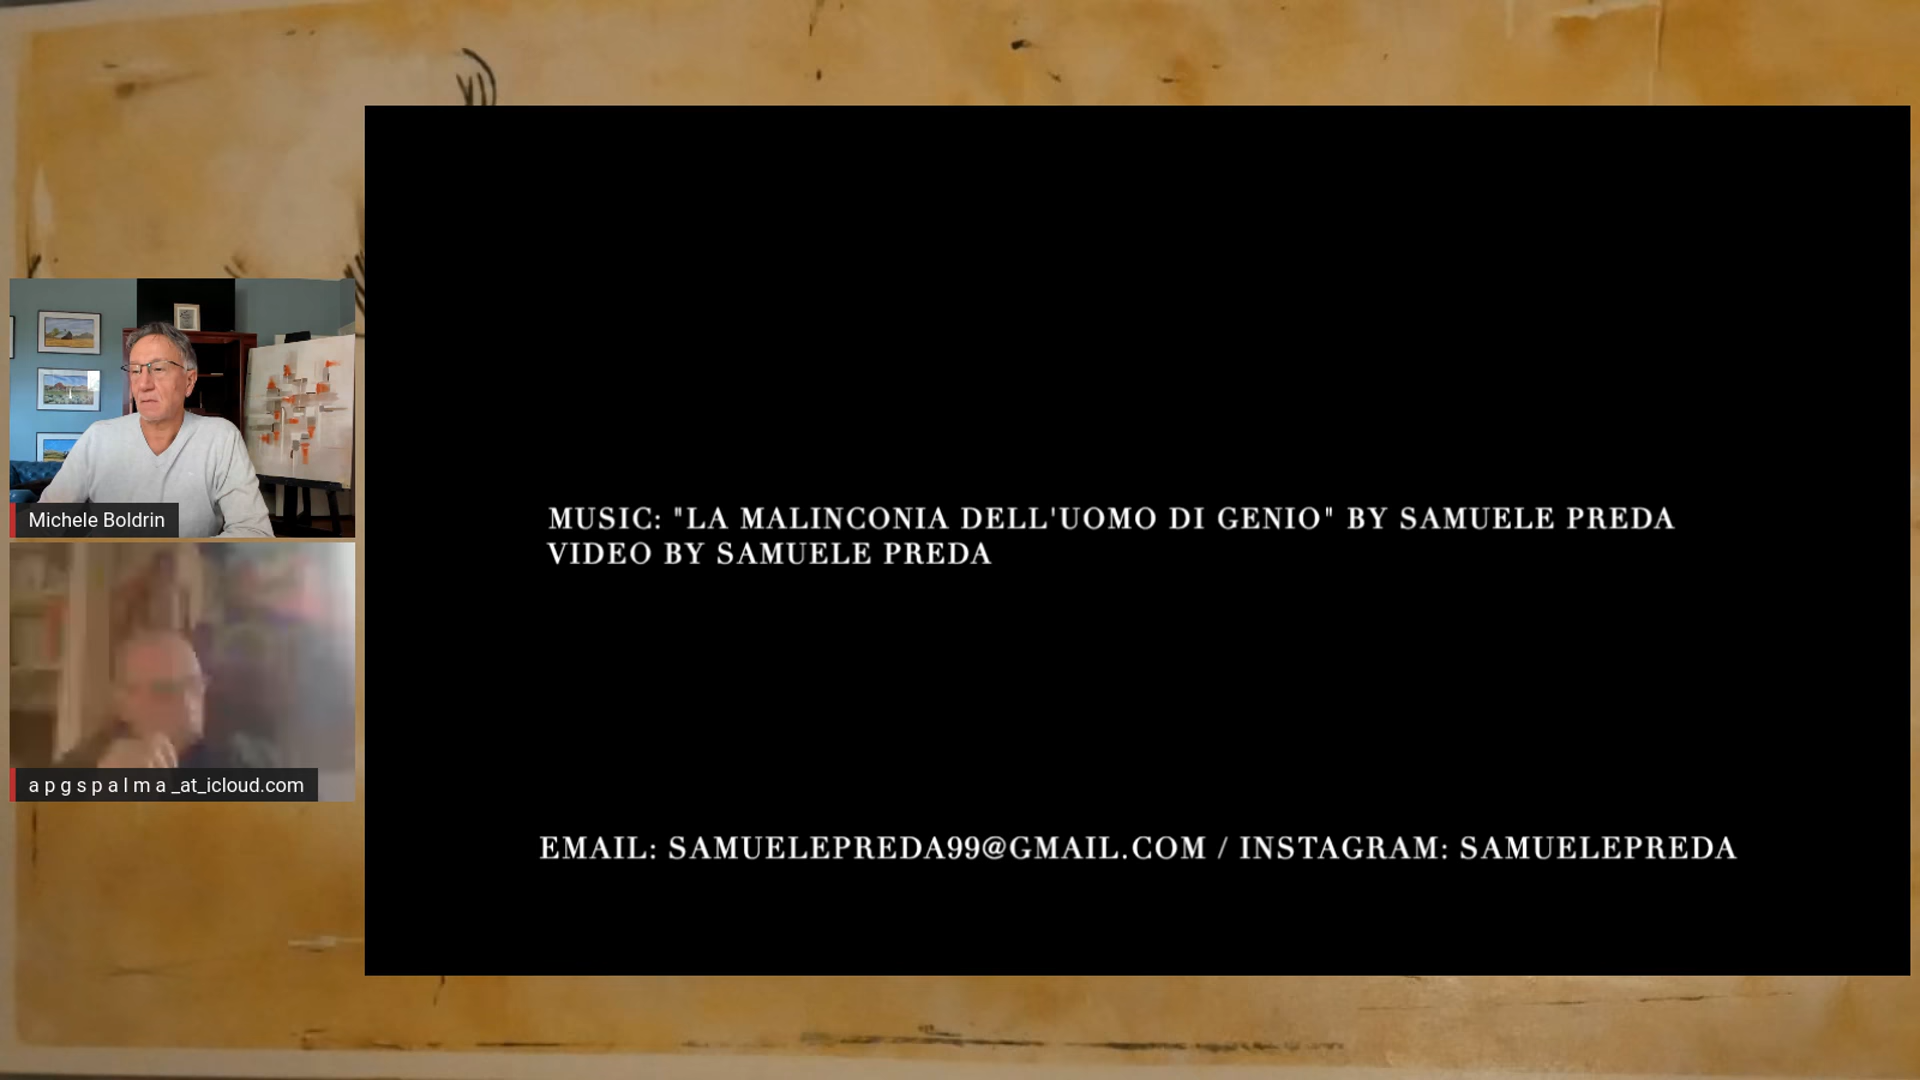 MUSIC: "LA MALINCONIA DELL'UOMO DI GENIO" BY SAMUELE PREDA
VIDEO BY SAMUELE PREDA
Michele Boldrin
a p g s p a l m a _at_icloud.com
EMAIL: SAMUELEPREDA99@GMAIL.COM / INSTAGRAM: SAMUELEPREDA